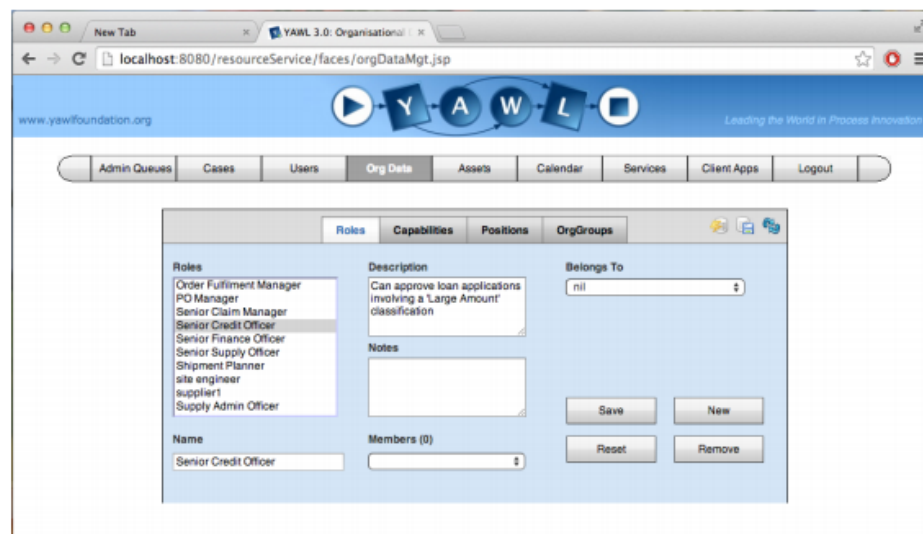 New Tab
YAWL 3.0: Organisational
localhost:8080/resourceService/faces/orgDataMgt.jsp
YAWL
www.yawlfoundation.org
Leading the World in Process Innovation
Admin Queues Cases Users Org Data Assets Calendar Services Client Apps Logout
Roles Capabilities Positions OrgGroups
Roles
Order Fulfilment Manager
PO Manager
Senior Claim Manager
Senior Credit Officer
Senior Finance Officer
Senior Supply Officer
Shipment Planner
site engineer
supplier1
Supply Admin Officer
Name
Senior Credit Officer
Description
Can approve loan applications
involving a 'Large Amount'
classification
Notes
Members (0)
Belongs To
nil
Save New
Reset Remove